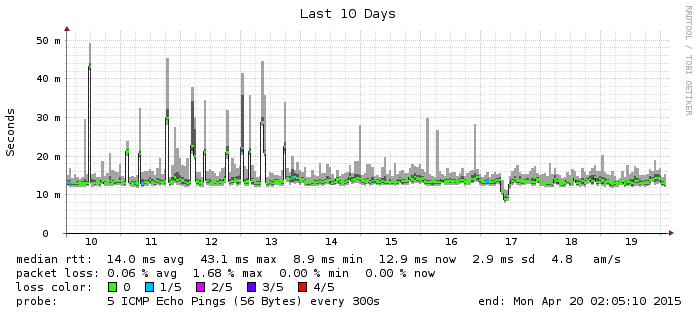 Last 10 Days
RRDTOOL / TOBI OETIKER
Seconds
50 m
40 m
30 m
20 m
10 m
0
10 11 12 13 14 15 16 17 18 19
median rtt: 14.0 ms avg 43.1 ms max 8.9 ms min 12.9 ms now 2.9 ms sd 4.8 am/s
packet loss: 0.06 % avg 1.68 % max 0.00 % min 0.00 % now
loss color: 0 1/5 2/5 3/5 4/5
probe: 5 ICMP Echo Pings (56 Bytes) every 300s end: Mon Apr 20 02:05:10 2015